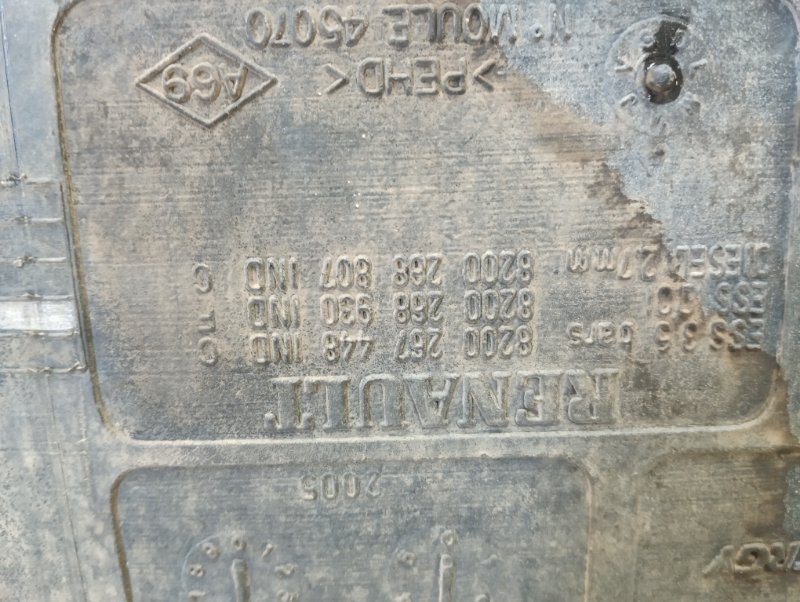 2005
RENAULT
ESS 3.5 bars 8200 267 448 IND C
ESS 8200 268 930 IND
DIESEL 27mm 8200 268 807 IND C
>PEHD<
A69
N° MOULE 45070